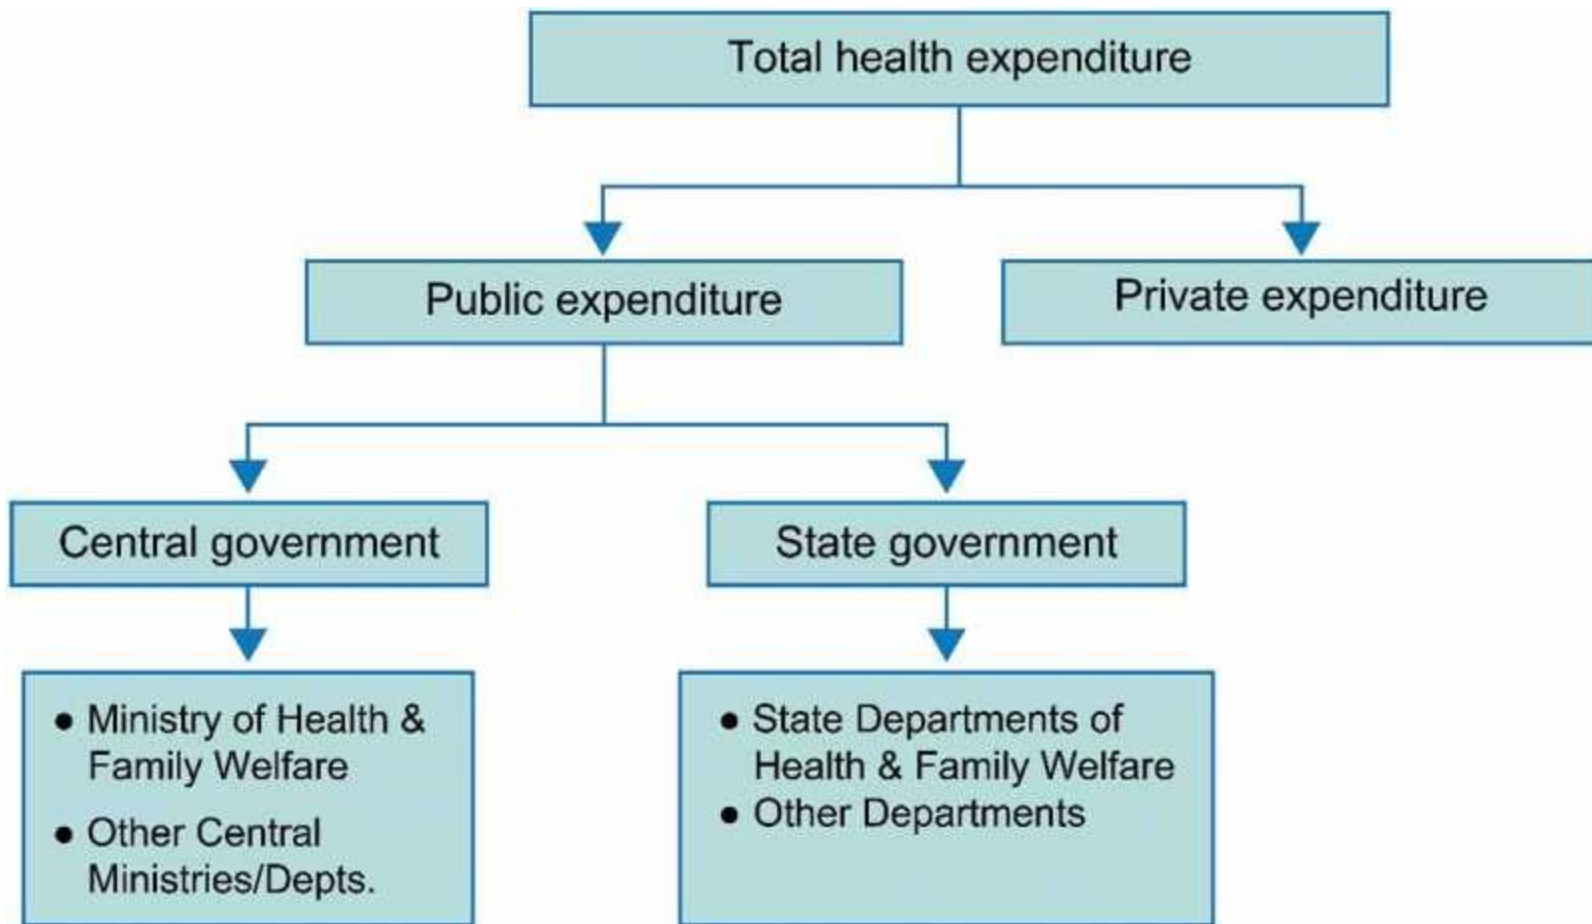 Total health expenditure
Public expenditure
Private expenditure
Central government
State government
● Ministry of Health &
Family Welfare
● Other Central
Ministries/Depts.
● State Departments of
Health & Family Welfare
● Other Departments